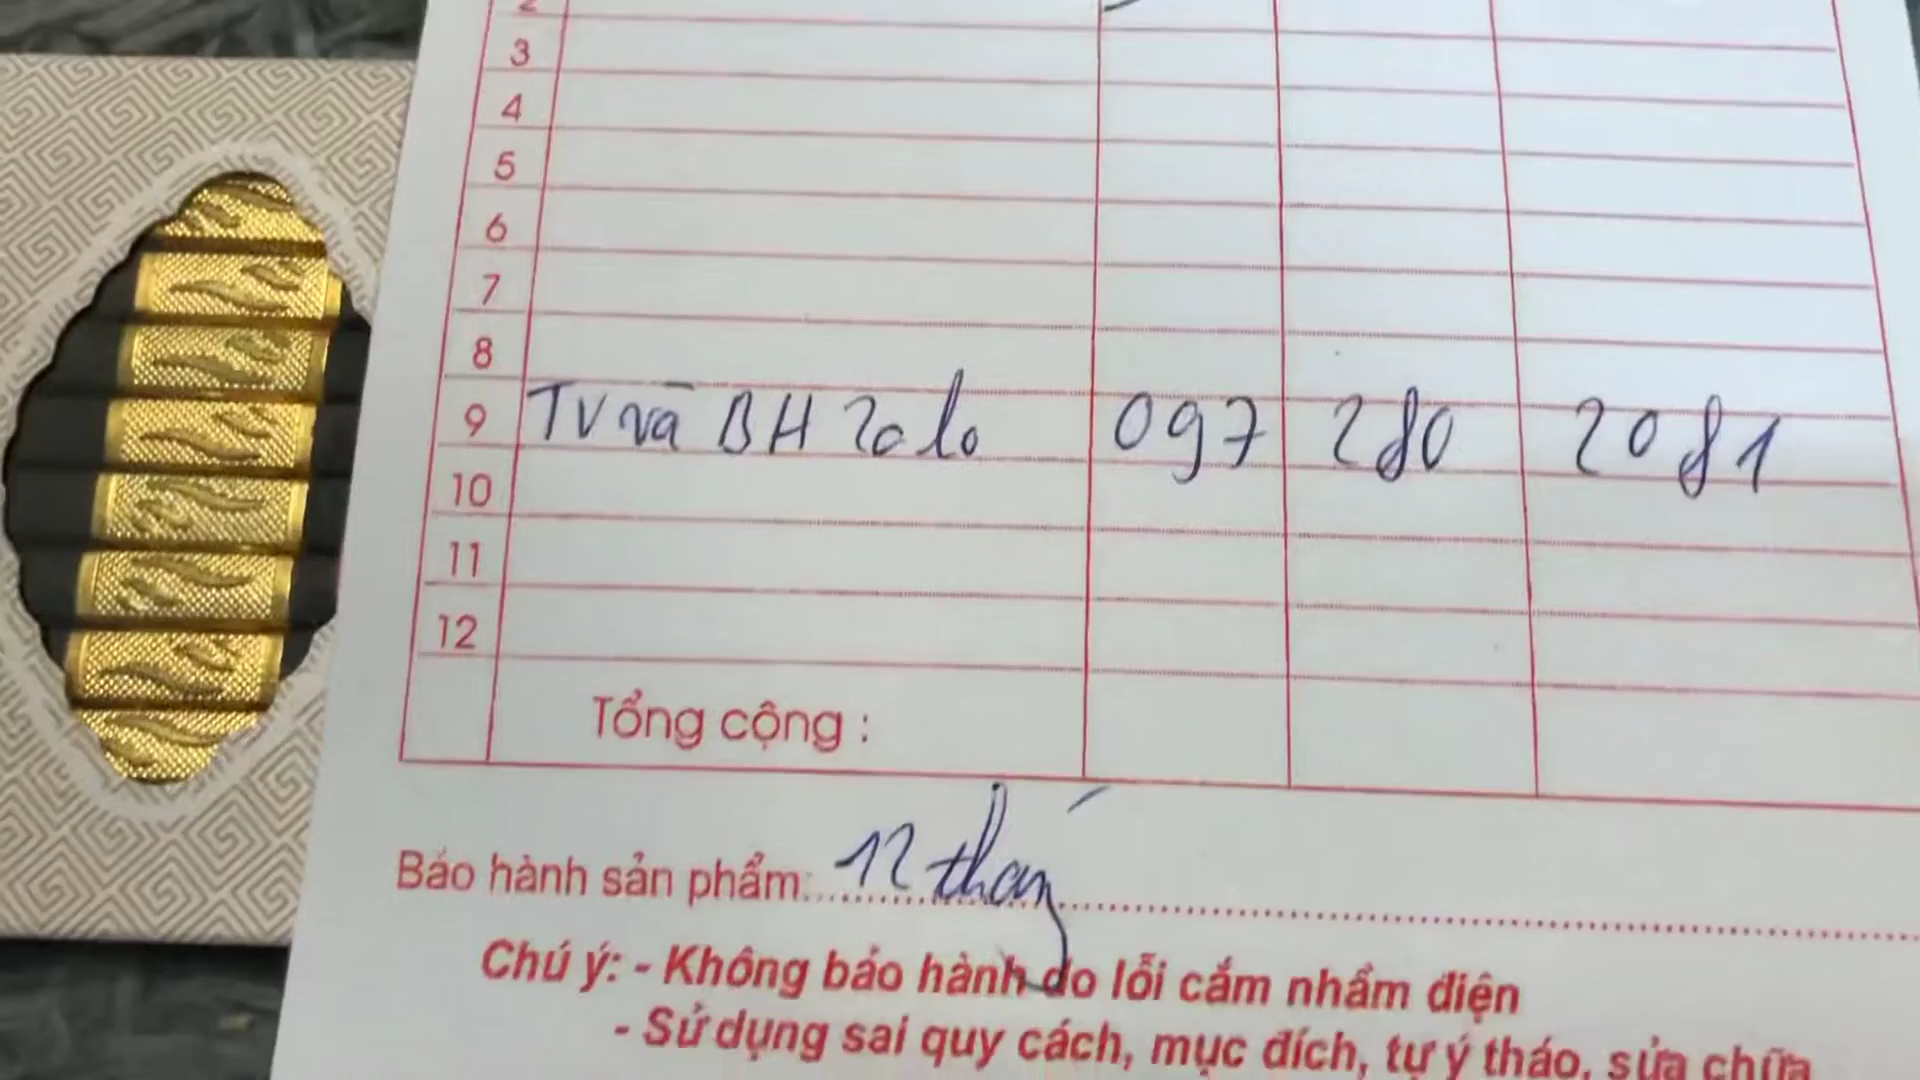 2
3
4
5
6
7
8
9 TV và BH Zalo 097 280 2081
10
11
12
Tổng cộng :
Bảo hành sản phẩm: 12 tháng
Chú ý: - Không bảo hành do lỗi cắm nhầm điện
- Sử dụng sai quy cách, mục đích, tự ý tháo, sửa chữa